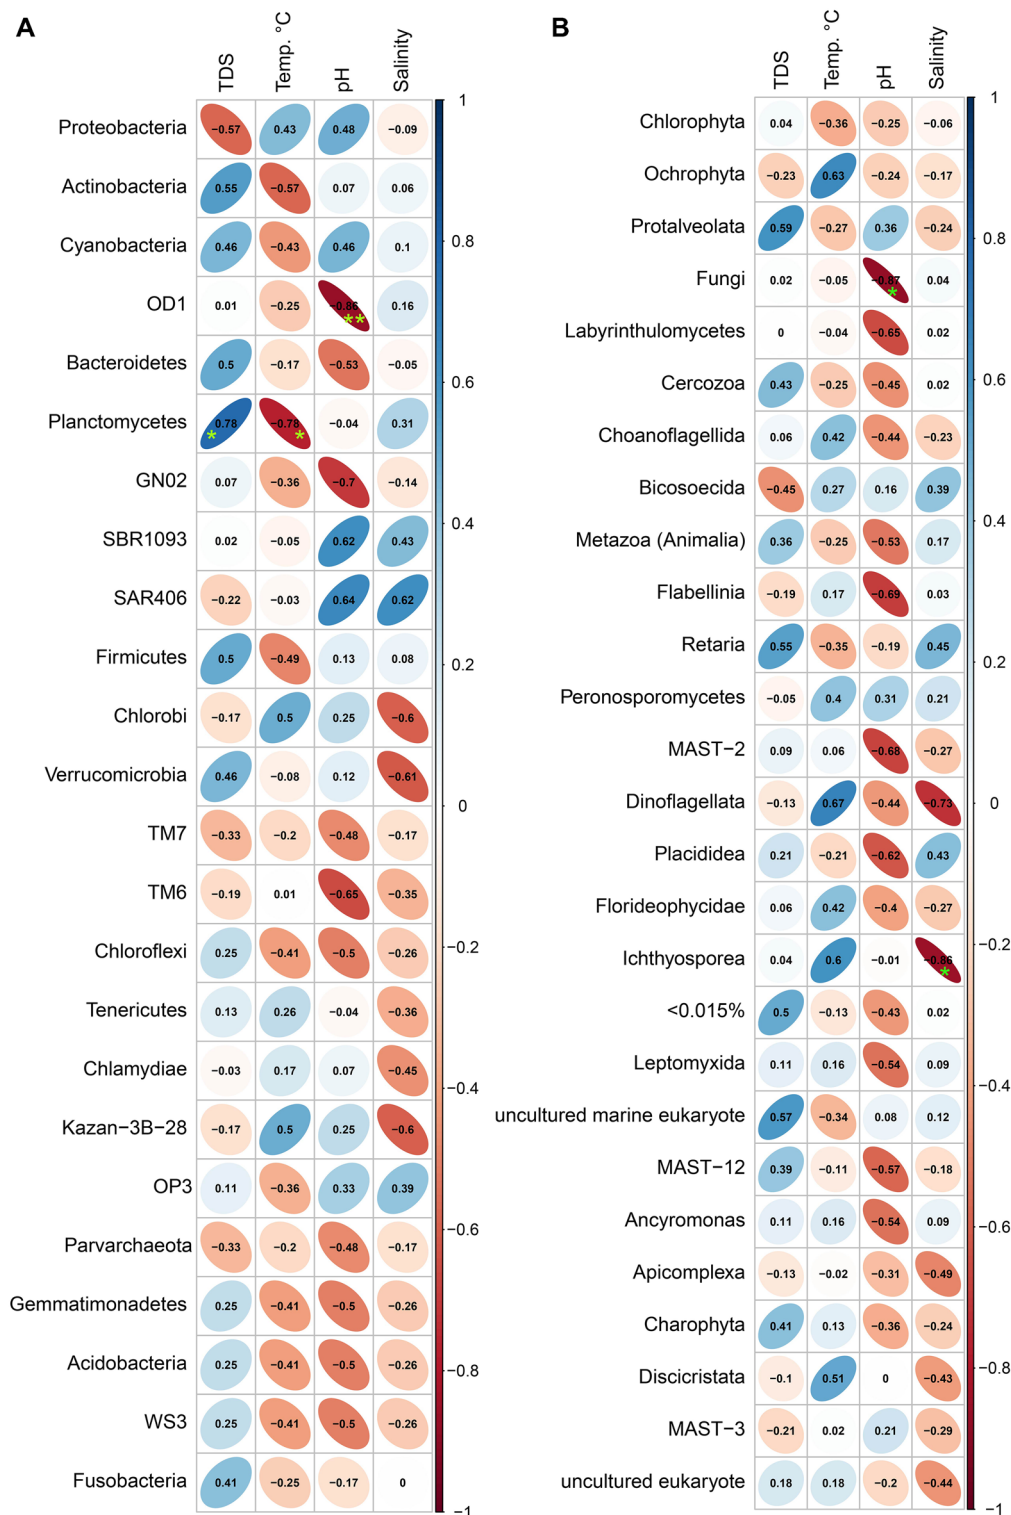 A
TDS Temp. °C pH Salinity
Proteobacteria −0.57 0.43 0.48 −0.09
Actinobacteria 0.55 −0.57 0.07 0.06
Cyanobacteria 0.46 −0.43 0.46 0.1
OD1 0.01 −0.25 −0.86 ** 0.16
Bacteroidetes 0.5 −0.17 −0.53 −0.05
Planctomycetes 0.78 * −0.78 * −0.04 0.31
GN02 0.07 −0.36 −0.7 −0.14
SBR1093 0.02 −0.05 0.62 0.43
SAR406 −0.22 −0.03 0.64 0.62
Firmicutes 0.5 −0.49 0.13 0.08
Chlorobi −0.17 0.5 0.25 −0.6
Verrucomicrobia 0.46 −0.08 0.12 −0.61
TM7 −0.33 −0.2 −0.48 −0.17
TM6 −0.19 0.01 −0.65 −0.35
Chloroflexi 0.25 −0.41 −0.5 −0.26
Tenericutes 0.13 0.26 −0.04 −0.36
Chlamydiae −0.03 0.17 0.07 −0.45
Kazan−3B−28 −0.17 0.5 0.25 −0.6
OP3 0.11 −0.36 0.33 0.39
Parvarchaeota −0.33 −0.2 −0.48 −0.17
Gemmatimonadetes 0.25 −0.41 −0.5 −0.26
Acidobacteria 0.25 −0.41 −0.5 −0.26
WS3 0.25 −0.41 −0.5 −0.26
Fusobacteria 0.41 −0.25 −0.17 0
1
0.8
0.6
0.4
0.2
0
−0.2
−0.4
−0.6
−0.8
−1
B
TDS Temp. °C pH Salinity
Chlorophyta 0.04 −0.36 −0.25 −0.06
Ochrophyta −0.23 0.63 −0.24 −0.17
Protalveolata 0.59 −0.27 0.36 −0.24
Fungi 0.02 −0.05 −0.87 * 0.04
Labyrinthulomycetes 0 −0.04 −0.65 0.02
Cercozoa 0.43 −0.25 −0.45 0.02
Choanoflagellida 0.06 0.42 −0.44 −0.23
Bicosoecida −0.45 0.27 0.16 0.39
Metazoa (Animalia) 0.36 −0.25 −0.53 0.17
Flabellinia −0.19 0.17 −0.69 0.03
Retaria 0.55 −0.35 −0.19 0.45
Peronosporomycetes −0.05 0.4 0.31 0.21
MAST−2 0.09 0.06 −0.68 −0.27
Dinoflagellata −0.13 0.67 −0.44 −0.73
Placididea 0.21 −0.21 −0.62 0.43
Florideophycidae 0.06 0.42 −0.4 −0.27
Ichthyosporea 0.04 0.6 −0.01 −0.86 *
<0.015% 0.5 −0.13 −0.43 0.02
Leptomyxida 0.11 0.16 −0.54 0.09
uncultured marine eukaryote 0.57 −0.34 0.08 0.12
MAST−12 0.39 −0.11 −0.57 −0.18
Ancyromonas 0.11 0.16 −0.54 0.09
Apicomplexa −0.13 −0.02 −0.31 −0.49
Charophyta 0.41 0.13 −0.36 −0.24
Discicristata −0.1 0.51 0 −0.43
MAST−3 −0.21 0.02 0.21 −0.29
uncultured eukaryote 0.18 0.18 −0.2 −0.44
1
0.8
0.6
0.4
0.2
0
−0.2
−0.4
−0.6
−0.8
−1